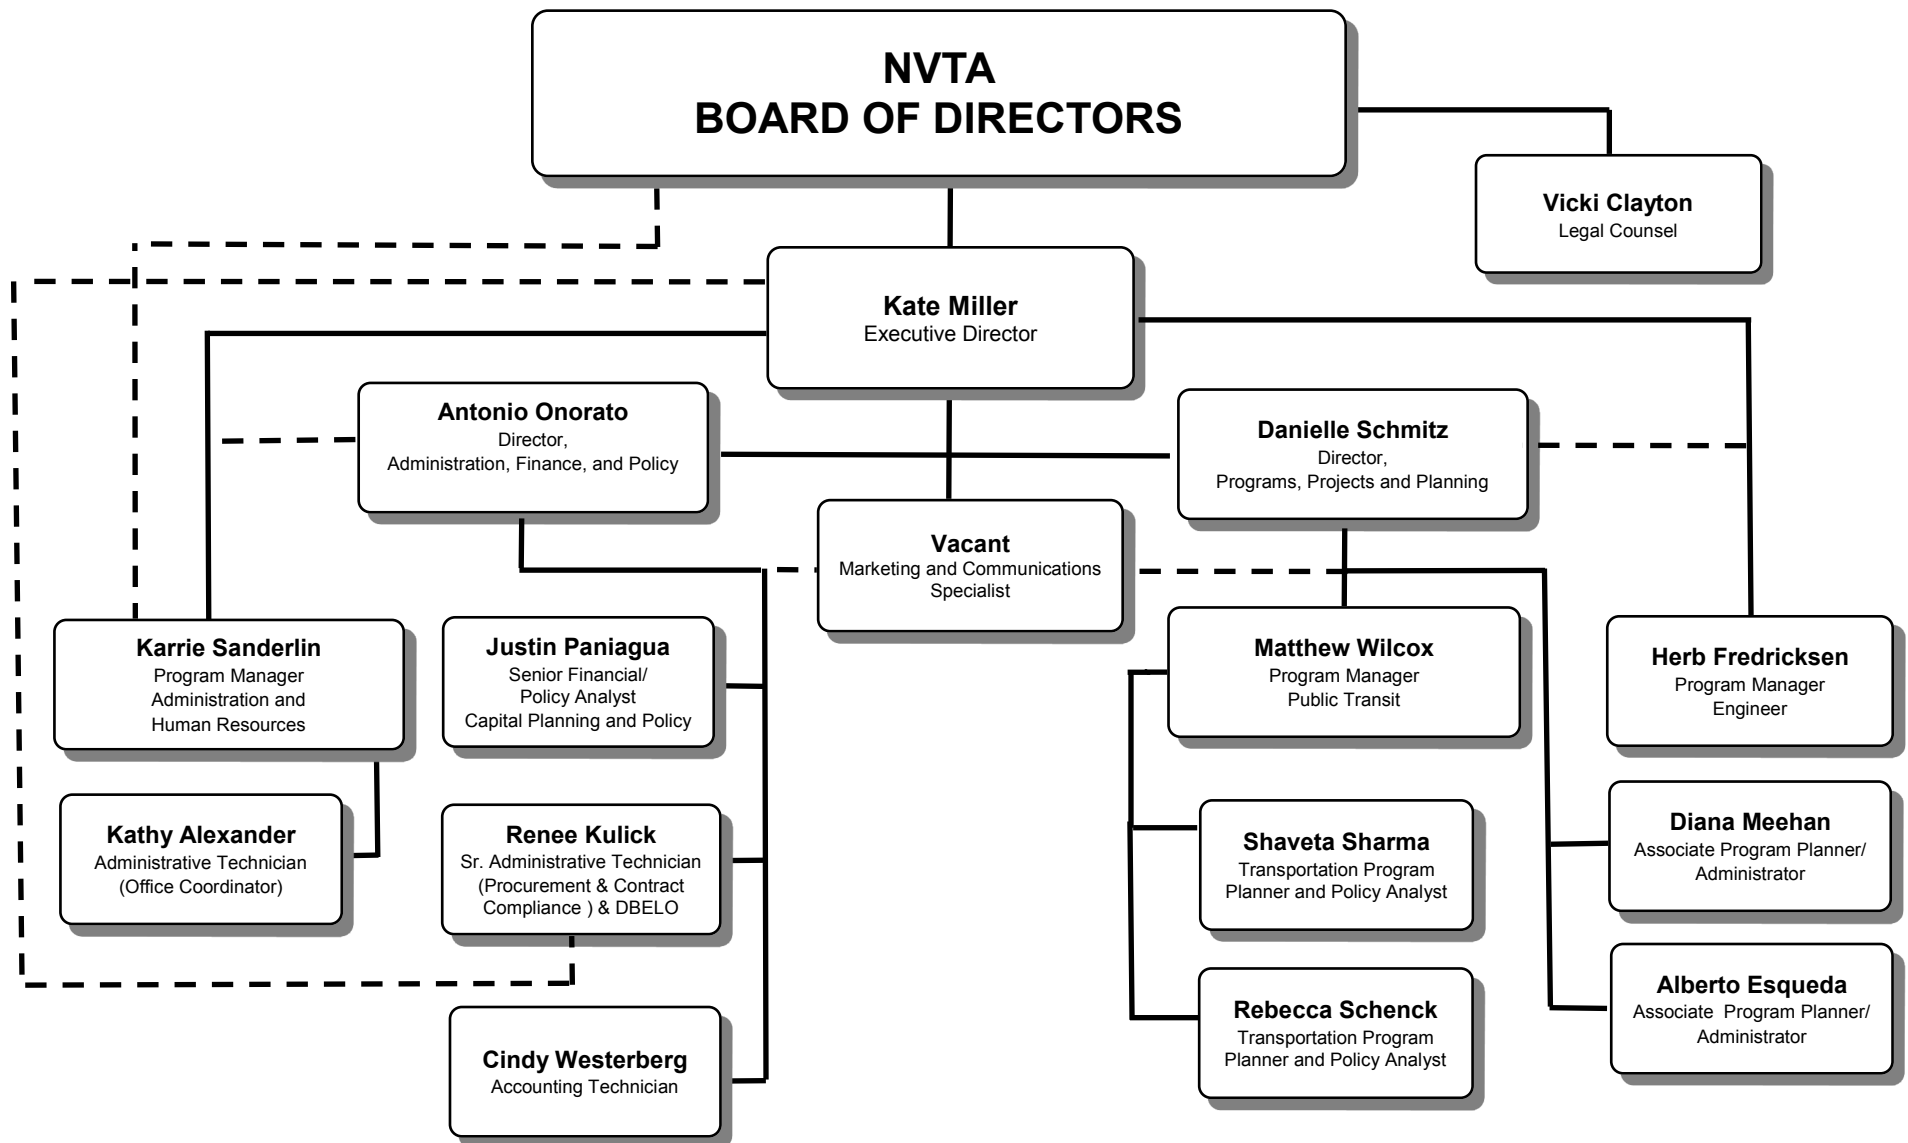 NVTA
BOARD OF DIRECTORS
Vicki Clayton
Legal Counsel
Kate Miller
Executive Director
Antonio Onorato
Director,
Administration, Finance, and Policy
Danielle Schmitz
Director,
Programs, Projects and Planning
Vacant
Marketing and Communications
Specialist
Karrie Sanderlin
Program Manager
Administration and
Human Resources
Justin Paniagua
Senior Financial/
Policy Analyst
Capital Planning and Policy
Matthew Wilcox
Program Manager
Public Transit
Herb Fredricksen
Program Manager
Engineer
Kathy Alexander
Administrative Technician
(Office Coordinator)
Renee Kulick
Sr. Administrative Technician
(Procurement & Contract
Compliance ) & DBELO
Shaveta Sharma
Transportation Program
Planner and Policy Analyst
Diana Meehan
Associate Program Planner/
Administrator
Cindy Westerberg
Accounting Technician
Rebecca Schenck
Transportation Program
Planner and Policy Analyst
Alberto Esqueda
Associate  Program Planner/
Administrator